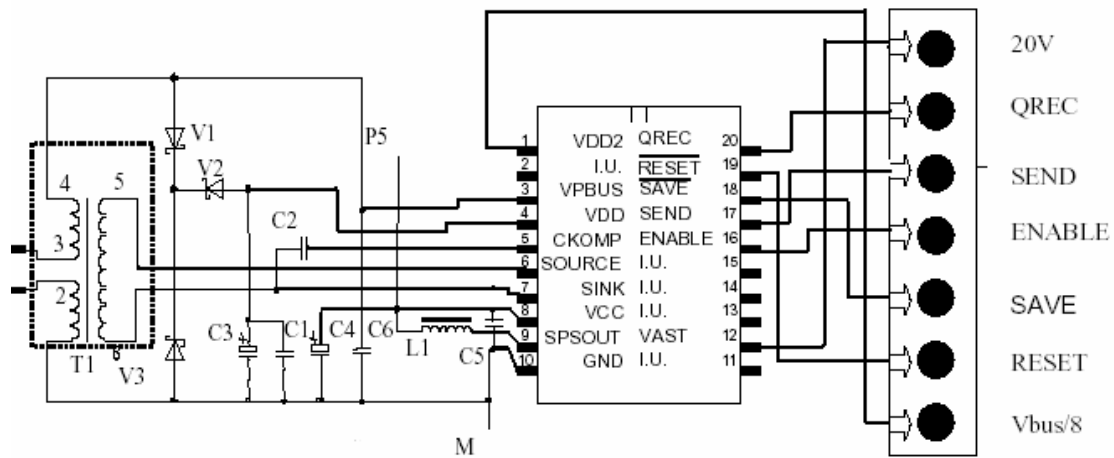 20V
QREC
SEND
ENABLE
SAVE
RESET
Vbus/8
V1
V2
P5
4
5
3
2
T1
V3
C2
C3
C1
C4
C6
L1
C5
M
1 VDD2 QREC 20
2 I.U. RESET 19
3 VPBUS SAVE 18
4 VDD SEND 17
5 CKOMP ENABLE 16
6 SOURCE I.U. 15
7 SINK I.U. 14
8 VCC I.U. 13
9 SPSOUT VAST 12
10 GND I.U. 11